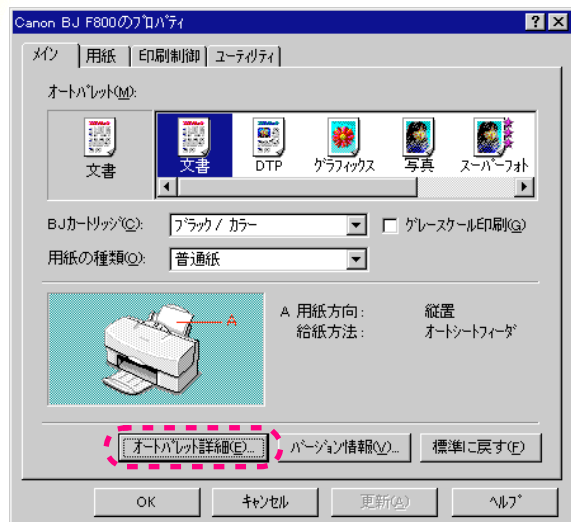 Canon BJ F800のﾌﾟﾛﾊﾟﾃｨ
ﾒｲﾝ 用紙 印刷制御 ﾕｰﾃｨﾘﾃｨ
ｵｰﾄﾊﾟﾚｯﾄ(M):
文書 文書 DTP ｸﾞﾗﾌｨｯｸｽ 写真 ｽｰﾊﾟｰﾌｫﾄ
BJｶｰﾄﾘｯｼﾞ(C): ﾌﾞﾗｯｸ / ｶﾗｰ ｸﾞﾚｰｽｹｰﾙ印刷(G)
用紙の種類(O): 普通紙
A A 用紙方向: 縦置
給紙方法: ｵｰﾄｼｰﾄﾌｨｰﾀﾞ
ｵｰﾄﾊﾟﾚｯﾄ詳細(E)... ﾊﾞｰｼﾞｮﾝ情報(V)... 標準に戻す(F)
OK ｷｬﾝｾﾙ 更新(A) ﾍﾙﾌﾟ